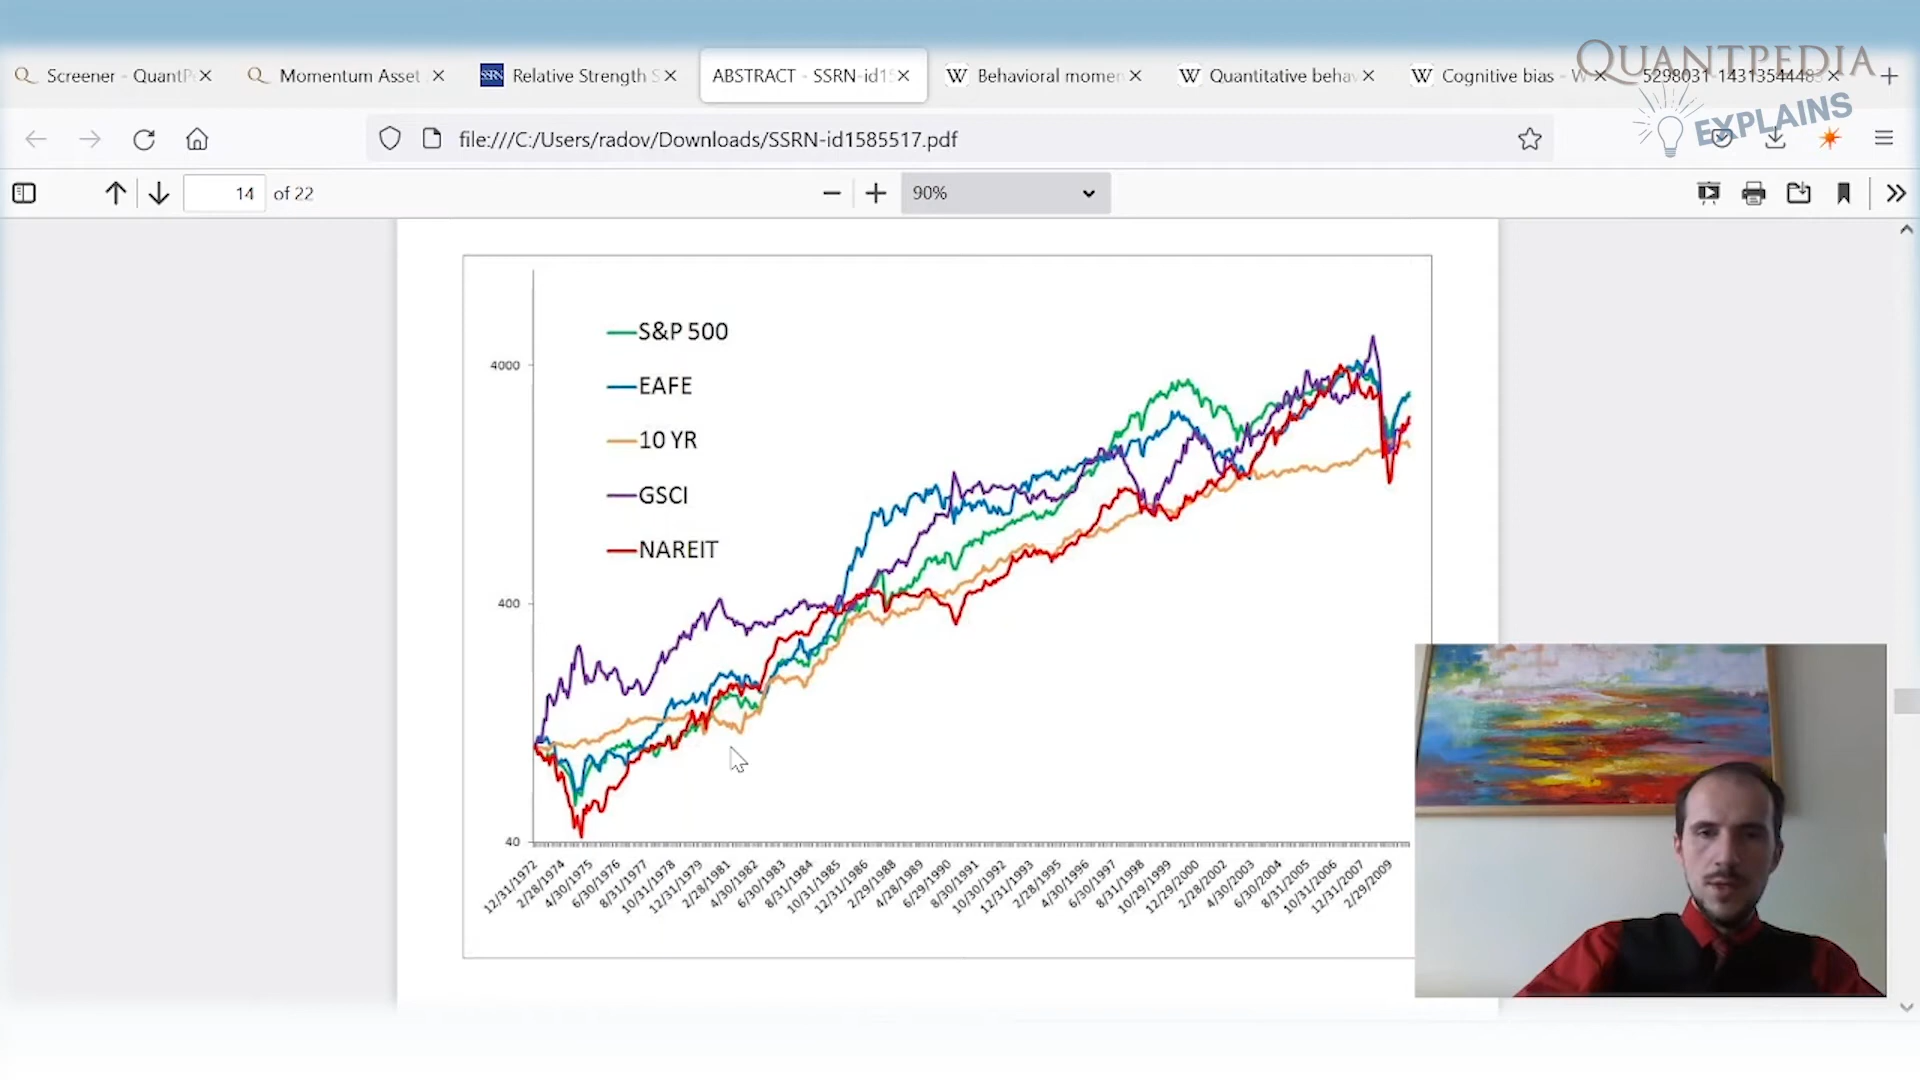 QUANTPEDIA
EXPLAINS
Screener - QuantP
Momentum Asset
SSRN
Relative Strength S
ABSTRACT - SSRN-id15
W Behavioral momen
W Quantitative beha
W Cognitive bias - W
file:///C:/Users/radov/Downloads/SSRN-id1585517.pdf
14 of 22
90%
S&P 500
EAFE
10 YR
GSCI
NAREIT
4000
400
40
12/31/1972
2/28/1974
4/30/1975
6/30/1976
8/31/1977
10/31/1978
12/31/1979
2/28/1981
4/30/1982
6/30/1983
8/31/1984
10/31/1985
12/31/1986
2/29/1988
4/28/1989
6/29/1990
8/30/1991
10/30/1992
12/31/1993
2/28/1995
4/30/1996
6/30/1997
8/31/1998
10/29/1999
12/29/2000
2/28/2002
4/30/2003
6/30/2004
8/31/2005
10/31/2006
12/31/2007
2/29/2009